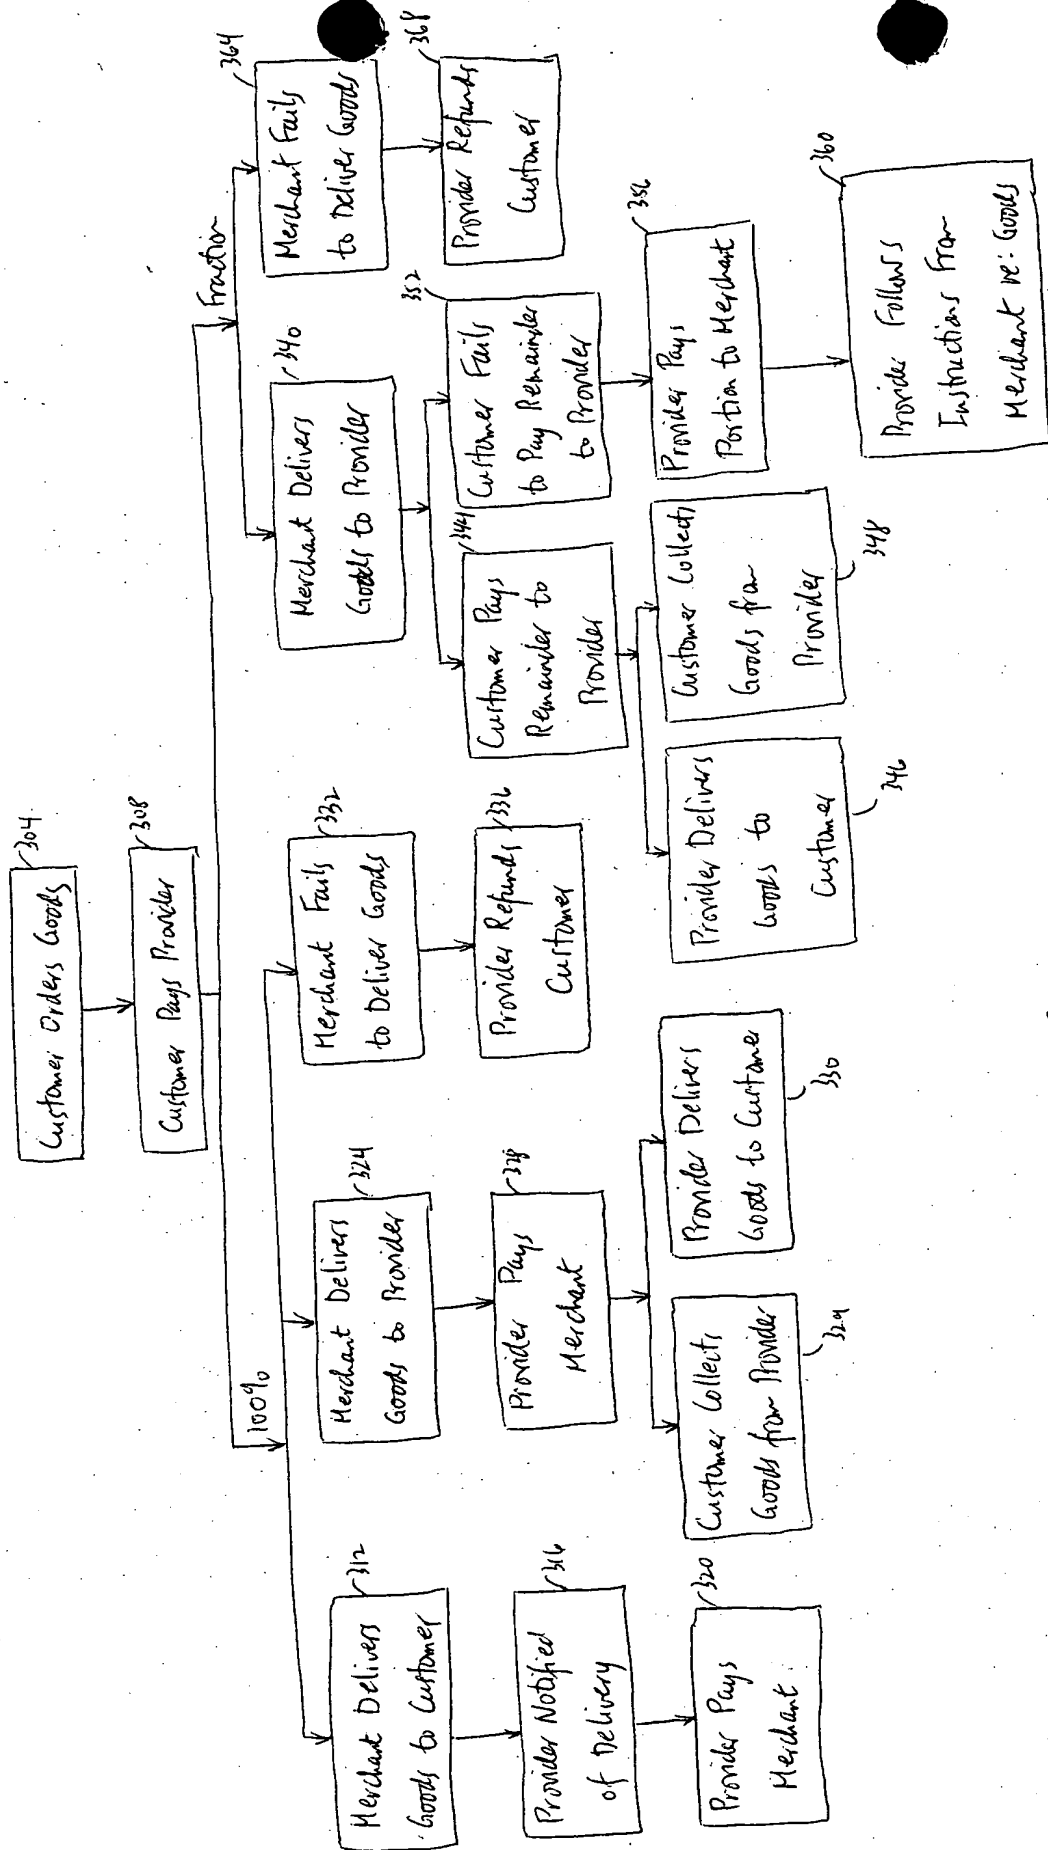 Customer Orders Goods
304
Customer Pays Provider
308
100%
Fraction
Merchant Delivers
Goods to Customer
312
Provider Notified
of Delivery
316
Provider Pays
Merchant
320
Merchant Delivers
Goods to Provider
324
Provider Pays
Merchant
328
Customer Collects
Goods from Provider
329
Provider Delivers
Goods to Customer
330
Merchant Fails
to Deliver Goods
332
Provider Refunds
Customer
336
Merchant Delivers
Goods to Provider
340
Customer Pays
Remainder to
Provider
344
Provider Delivers
Goods to
Customer
346
Customer Collects
Goods from
Provider
348
Customer Fails
to Pay Remainder
to Provider
352
Provider Pays
Portion to Merchant
356
Provider Follows
Instructions From
Merchant re: Goods
360
Merchant Fails
to Deliver Goods
364
Provider Refunds
Customer
368